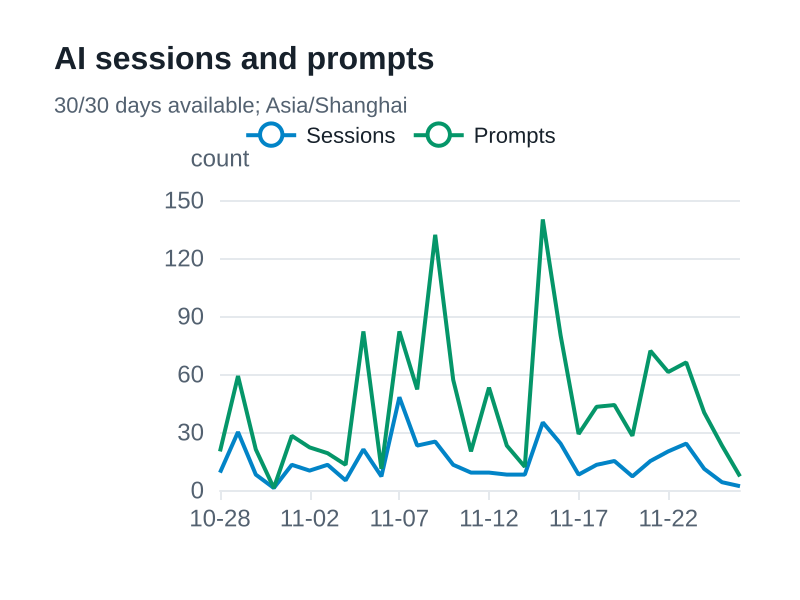 AI sessions and prompts
30/30 days available; Asia/Shanghai
Sessions Prompts
count
150
120
90
60
30
0
10-28 11-02 11-07 11-12 11-17 11-22